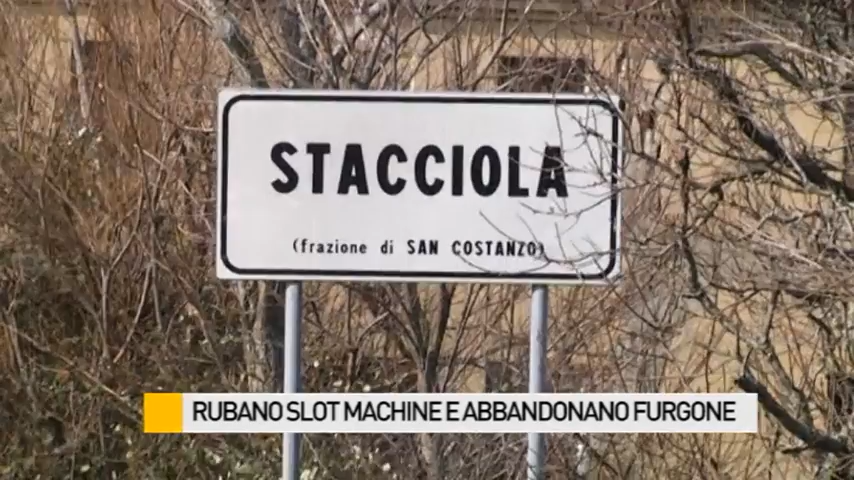 STACCIOLA
(frazione di SAN COSTANZO)
RUBANO SLOT MACHINE E ABBANDONANO FURGONE